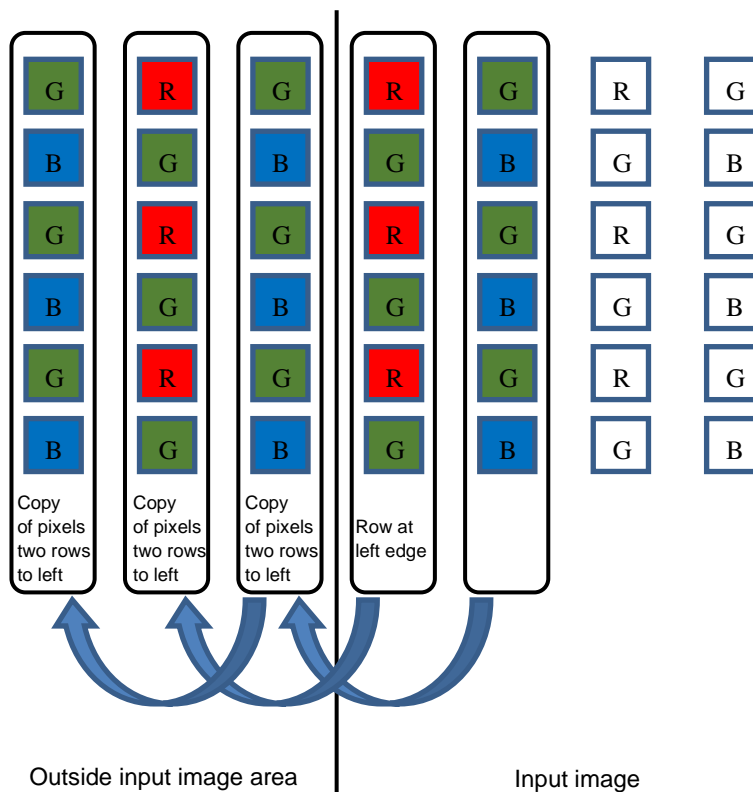 G R G R G R G
B G B G B G B
G R G R G R G
B G B G B G B
G R G R G R G
B G B G B G B
Copy
of pixels
two rows
to left
Copy
of pixels
two rows
to left
Copy
of pixels
two rows
to left
Row at
left edge
Outside input image area
Input image